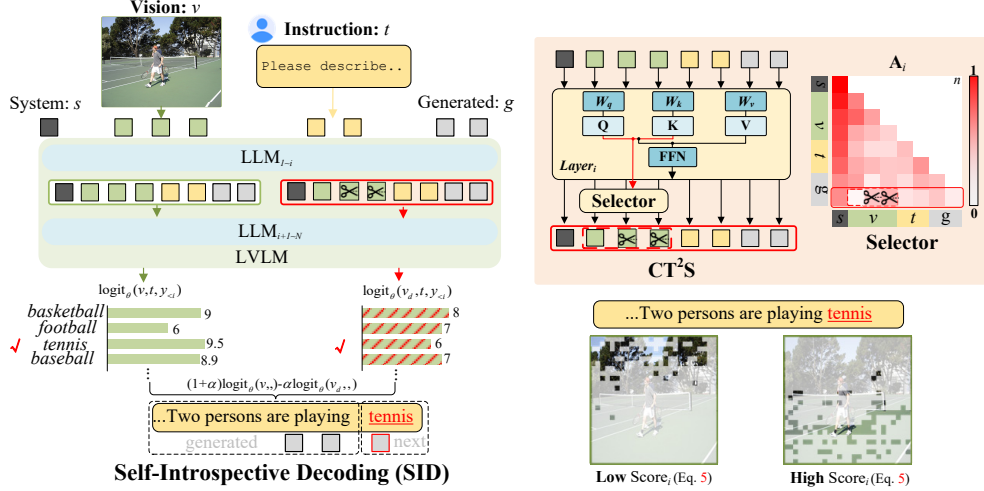 Vision: v
Instruction: t
Please describe..
System: s
Generated: g
LLM1-i
LLMi+1-N
LVLM
logitθ(v,t,y<i)
logitθ(vd,t,y<i)
basketball
9
8
football
6
7
✓
tennis
9.5
✓
6
baseball
8.9
7
(1+α)logitθ(v,,)-αlogitθ(vd,,)
...Two persons are playing tennis
generated
next
Self-Introspective Decoding (SID)
Wq
Wk
Wv
Q
K
V
FFN
Layeri
Selector
CT²S
Ai
n
1
0
s
v
t
g
s
v
t
g
Selector
...Two persons are playing tennis
Low Scorei (Eq. 5)
High Scorei (Eq. 5)